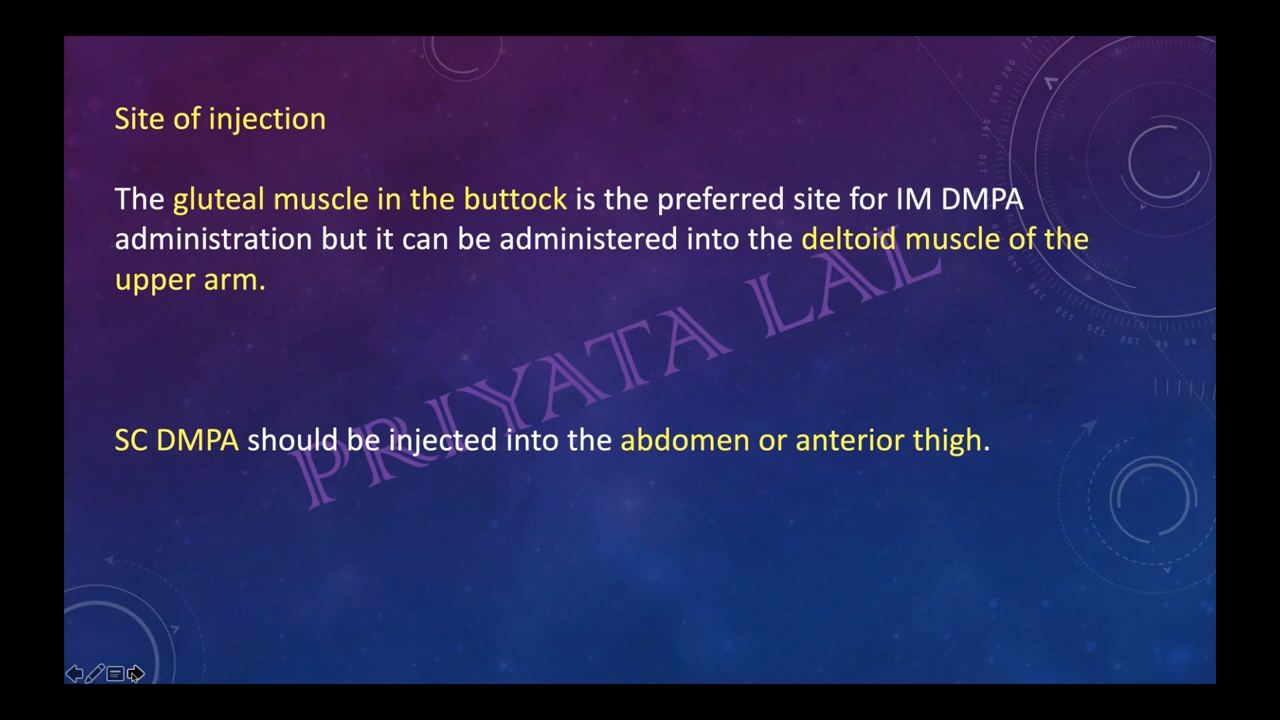 Site of injection
The gluteal muscle in the buttock is the preferred site for IM DMPA
administration but it can be administered into the deltoid muscle of the
upper arm.
PRIYATA LAL
SC DMPA should be injected into the abdomen or anterior thigh.